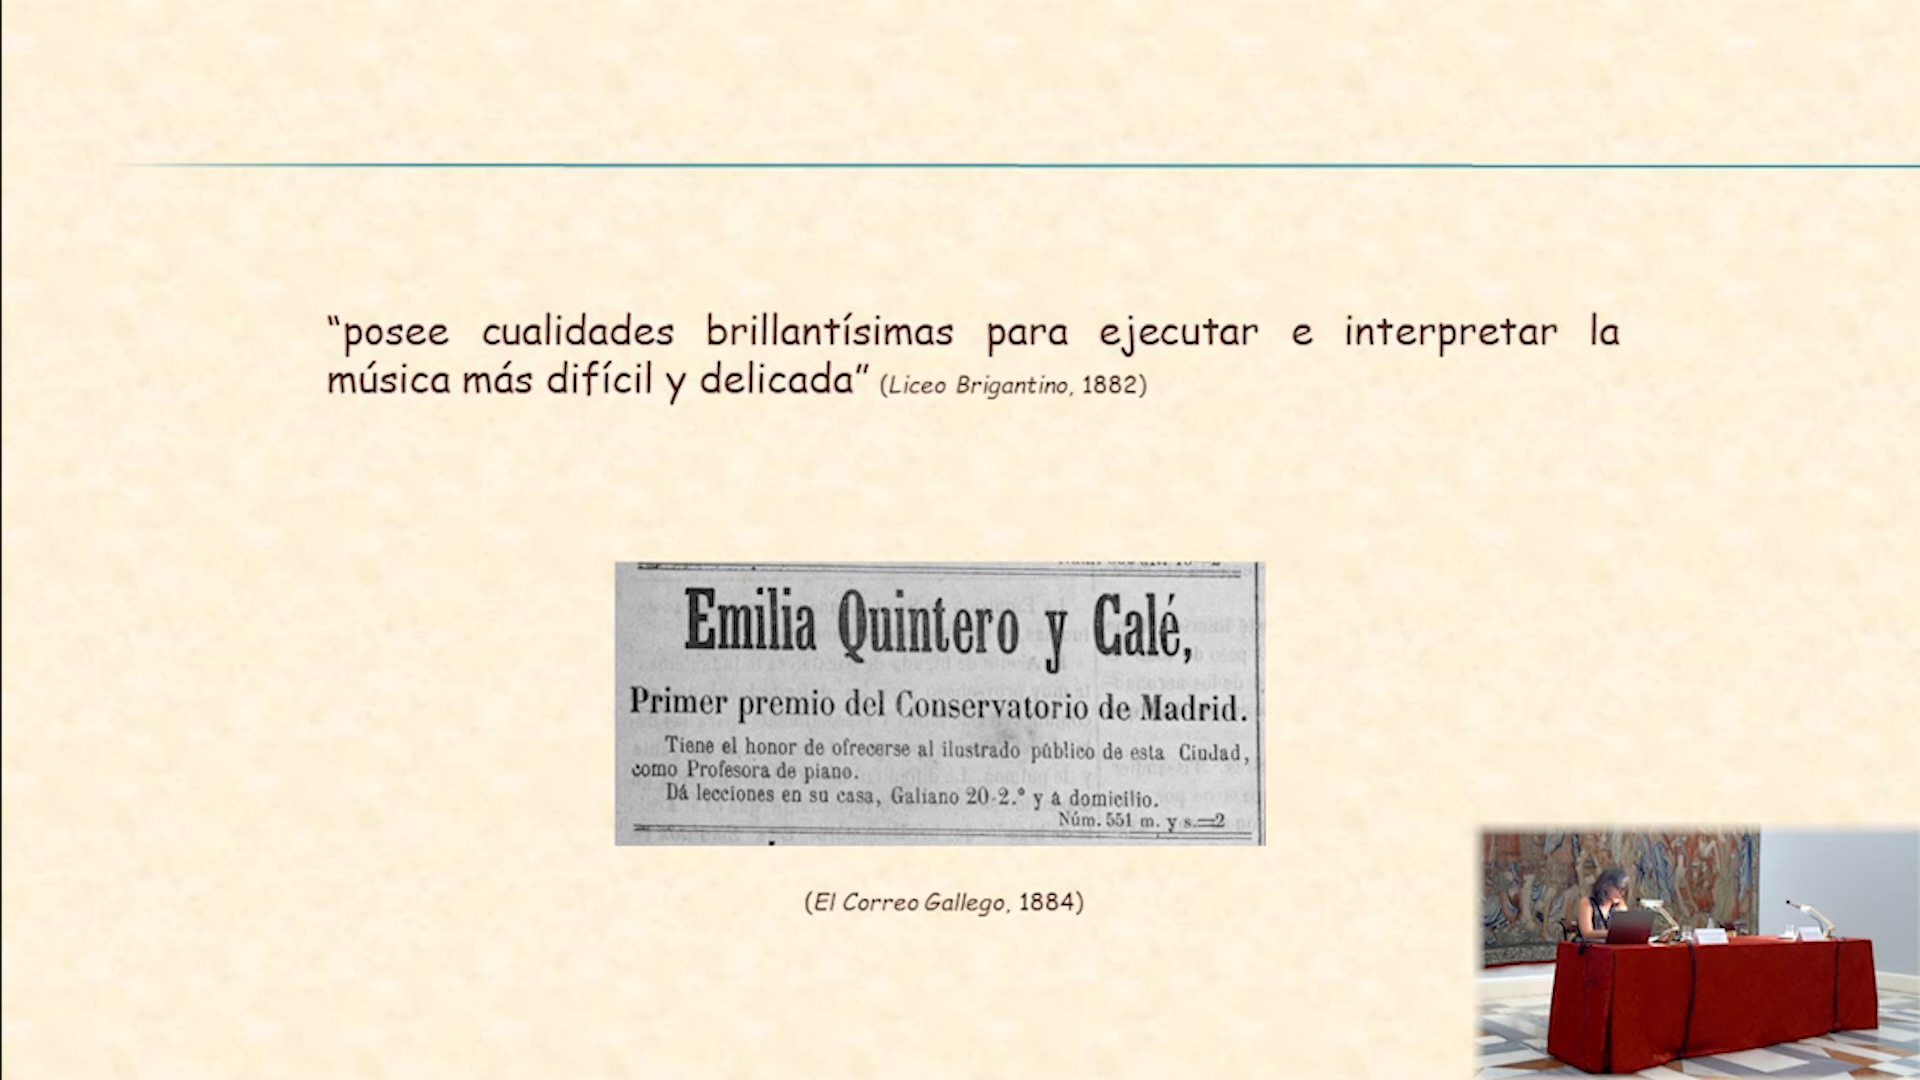 “posee cualidades brillantísimas para ejecutar e interpretar la
música más difícil y delicada” (Liceo Brigantino, 1882)
Emilia Quintero y Calé,
Primer premio del Conservatorio de Madrid.
Tiene el honor de ofrecerse al ilustrado público de esta Ciudad,
como Profesora de piano.
Dá lecciones en su casa, Galiano 20-2.º y á domicilio.
Núm. 551 m. y s.—2
(El Correo Gallego, 1884)